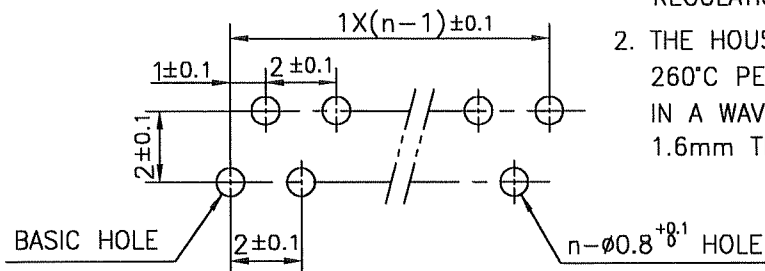 1X(n-1)±0.1
1±0.1
2±0.1
2±0.1
2±0.1
BASIC HOLE
n-ø0.8 +0.1 0 HOLE
2. THE HOUS
260°C PE
IN A WAV
1.6mm T